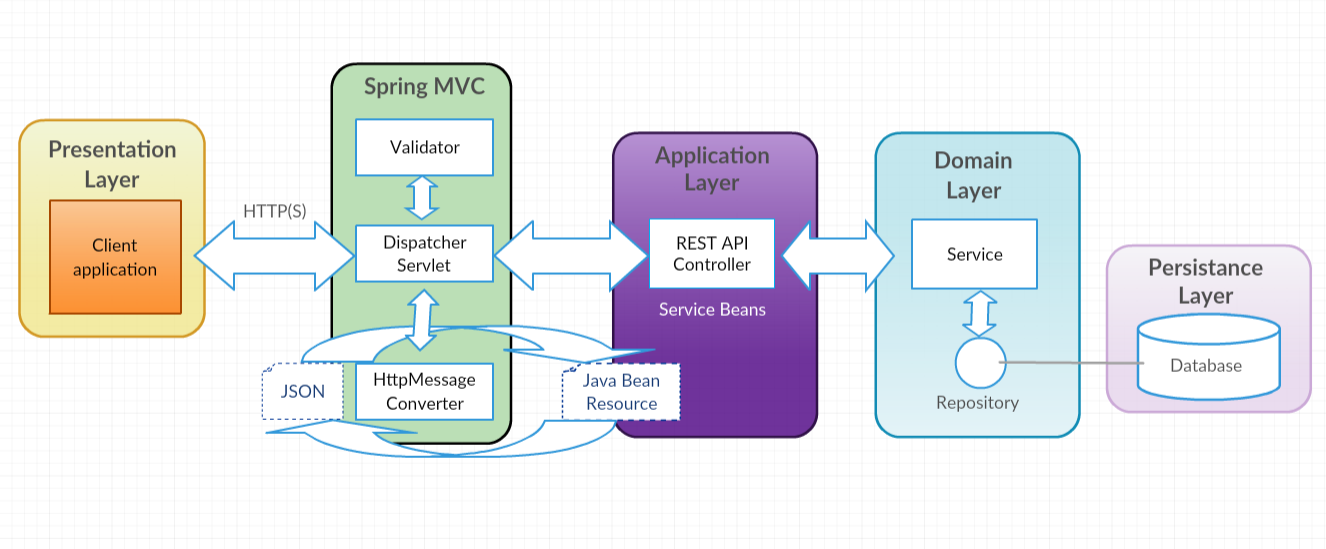 Presentation
Layer
Client
application
HTTP(S)
Spring MVC
Validator
Dispatcher
Servlet
HttpMessage
Converter
JSON
Java Bean
Resource
Application
Layer
REST API
Controller
Service Beans
Domain
Layer
Service
Repository
Persistance
Layer
Database